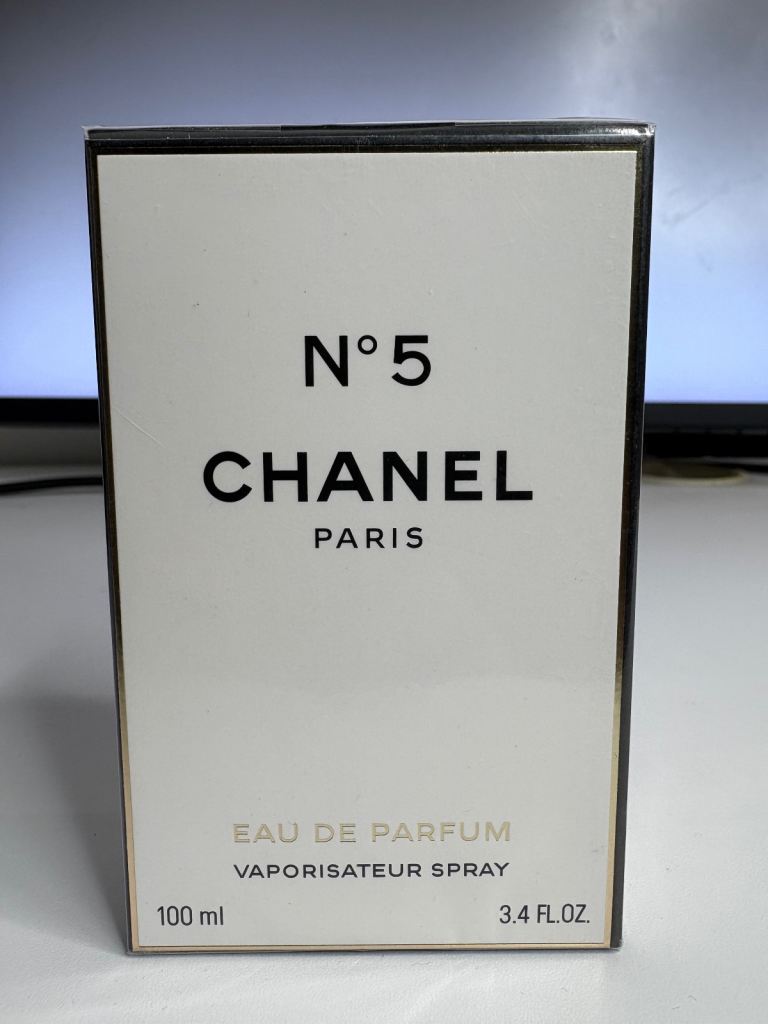 N° 5
CHANEL
PARIS
EAU DE PARFUM
VAPORISATEUR SPRAY
100 ml 3.4 FL.OZ.